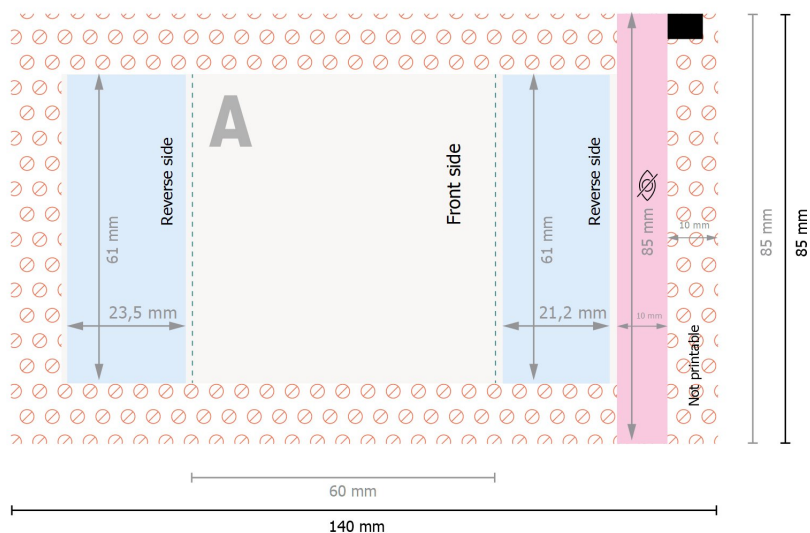 A
Reverse side
61 mm
23,5 mm
Front side
Reverse side
61 mm
21,2 mm
85 mm
10 mm
10 mm
Not printable
85 mm
85 mm
60 mm
140 mm